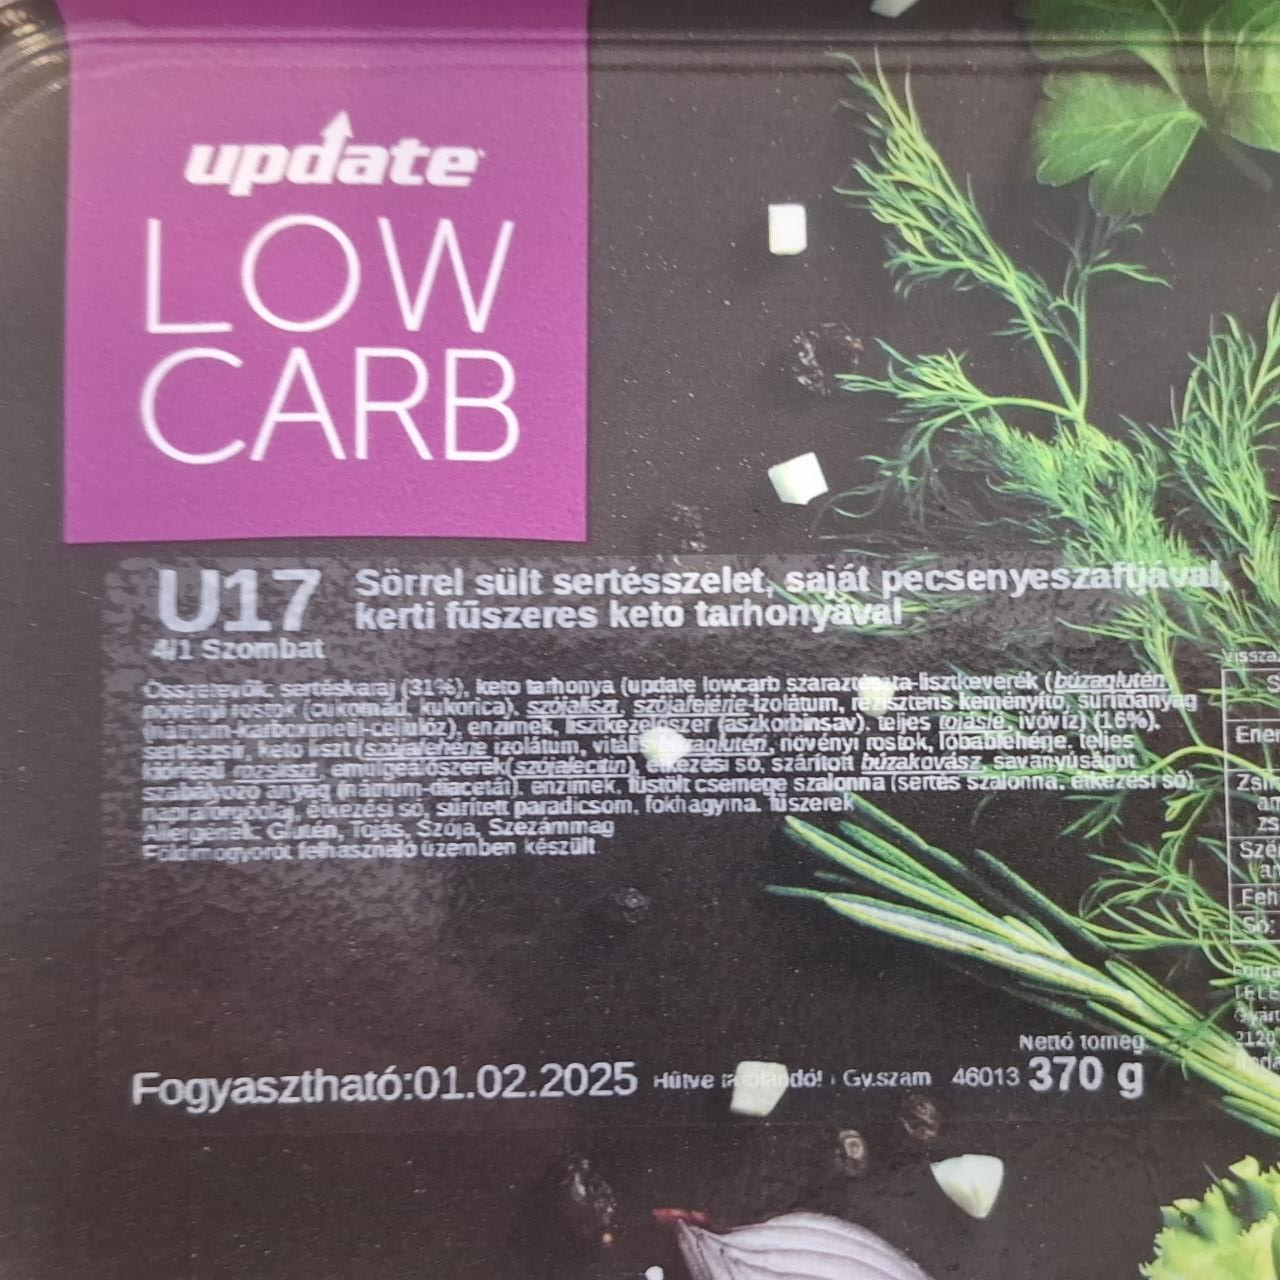 update
LOW
CARB
U17
4/1 Szombat
Sörrel sült sertésszelet, saját pecsenyeszaftjával,
kerti fűszeres keto tarhonyával
Összetevők: sertéskaraj (31%), keto tarhonya (update lowcarb száraztészta-lisztkeverék (búzaglutén,
növényi rostok (cukornád, kukorica), szójaliszt, szójafehérje-izolátum, rezisztens keményítő, sűrítőanyag
(nátrium-karboximetil-cellulóz), enzimek, lisztkezelőszer (aszkorbinsav), teljes tojáslé, ivóvíz) (16%),
sertészsír, keto liszt (szójafehérje izolátum, vitális búzaglutén, növényi rostok, lóbabfehérje, teljes
kiőrlésű rozsliszt, emulgeálószerek(szójalecitin), étkezési só, szárított búzakovász, savanyúságot
szabályozó anyag (nátrium-diacetát), enzimek, füstölt csemege szalonna (sertés szalonna, étkezési só),
napraforgóolaj, étkezési só, sűrített paradicsom, fokhagyma, fűszerek
Allergének: Glutén, Tojás, Szója, Szezámmag
Földimogyorót felhasználó üzemben készült
Fogyasztható:01.02.2025
Hűtve tárolandó! Gy.szám 46013
Nettó tömeg
370 g
Só:
2120